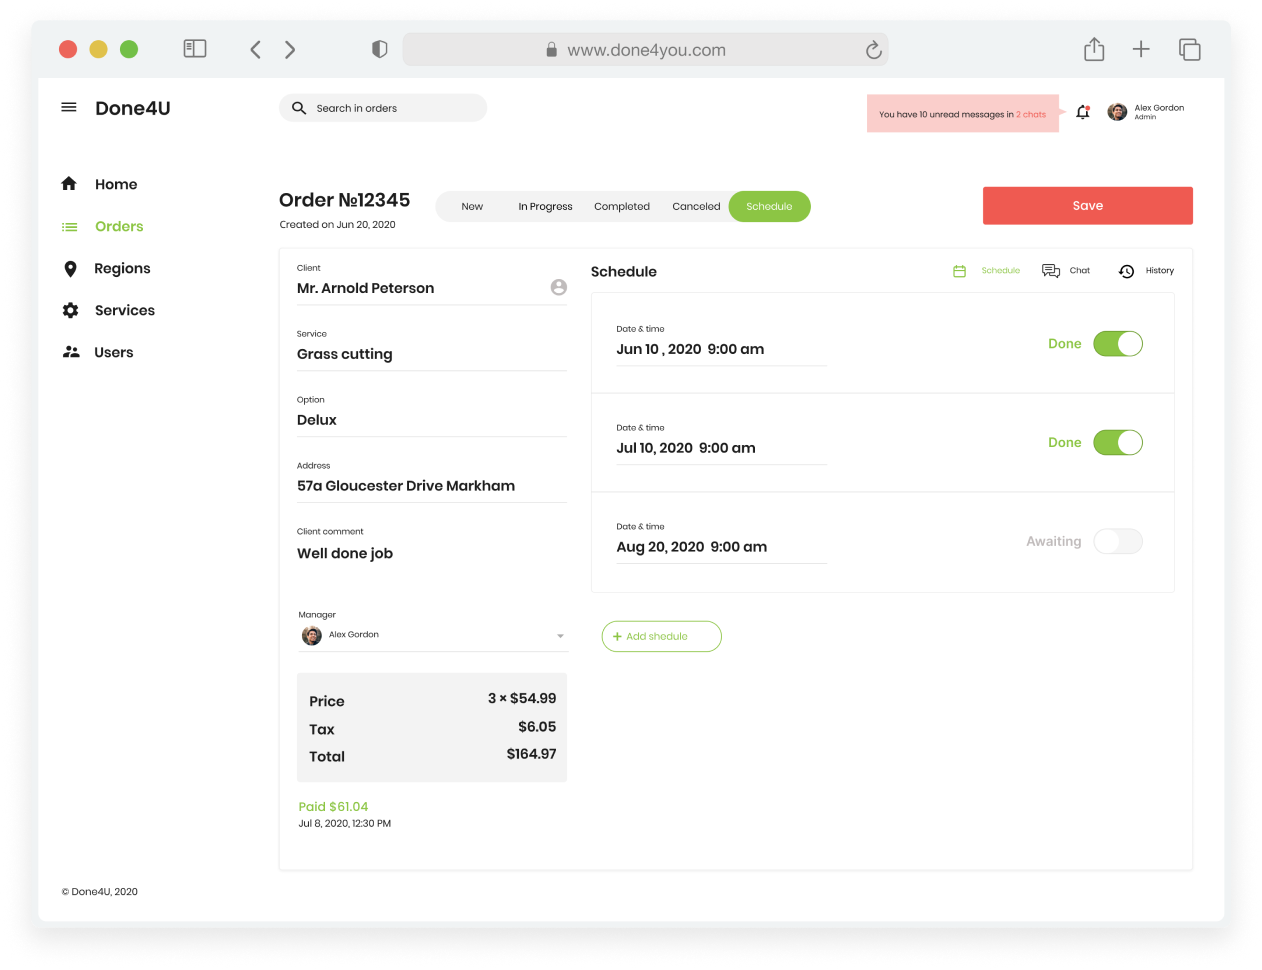 www.done4you.com
Done4U
Search in orders
You have 10 unread messages in 2 chats
Alex Gordon
Admin
Home
Orders
Regions
Services
Users
Order №12345
Created on Jun 20, 2020
New
In Progress
Completed
Canceled
Schedule
Save
Client
Mr. Arnold Peterson
Service
Grass cutting
Option
Delux
Address
57a Gloucester Drive Markham
Client comment
Well done job
Manager
Alex Gordon
Price 3 × $54.99
Tax $6.05
Total $164.97
Paid $61.04
Jul 8, 2020, 12:30 PM
Schedule
Schedule
Chat
History
Date & time
Jun 10 , 2020 9:00 am
Done
Date & time
Jul 10, 2020 9:00 am
Done
Date & time
Aug 20, 2020 9:00 am
Awaiting
+ Add shedule
© Done4U, 2020